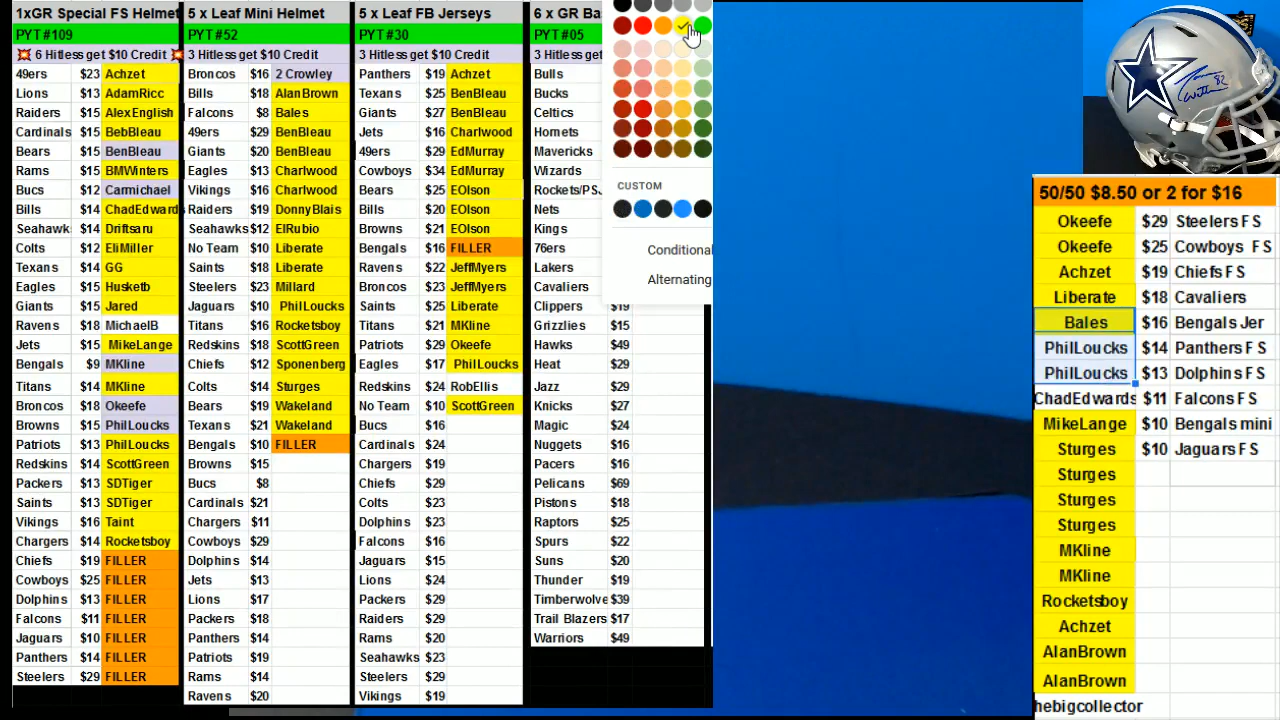 1xGR Special FS Helmet
PYT #109
💥 6 Hitless get $10 Credit 💥
49ers $23 Achzet
Lions $13 AdamRicc
Raiders $15 AlexEnglish
Cardinals $15 BebBleau
Bears $15 BenBleau
Rams $15 BMWinters
Bucs $12 Carmichael
Bills $14 ChadEdwards
Seahawks $14 Driftsaru
Colts $12 EliMiller
Texans $14 GG
Eagles $14 Husketb
Giants $15 Jared
Ravens $18 MichaelB
Jets $15 MikeLange
Bengals $9 MKline
Titans $14 MKline
Broncos $18 Okeefe
Browns $15 PhilLoucks
Patriots $13 PhilLoucks
Redskins $14 ScottGreen
Packers $13 SDTiger
Saints $13 SDTiger
Vikings $16 Taint
Chargers $14 Rocketsboy
Chiefs $19 FILLER
Cowboys $25 FILLER
Dolphins $13 FILLER
Falcons $11 FILLER
Jaguars $10 FILLER
Panthers $14 FILLER
Steelers $29 FILLER
5 x Leaf Mini Helmet
PYT #52
3 Hitless get $10 Credit
Broncos $16 2 Crowley
Bills $18 AlanBrown
Falcons $8 Bales
49ers $29 BenBleau
Giants $20 BenBleau
Eagles $13 Charlwood
Vikings $16 Charlwood
Raiders $19 DonnyBlais
Seahawks $12 ElRubio
No Team $10 Liberate
Saints $18 Liberate
Steelers $23 Millard
Jaguars $10 PhilLoucks
Titans $16 Rocketsboy
Redskins $18 ScottGreen
Chiefs $12 Sponenberg
Colts $14 Sturges
Bears $19 Wakeland
Texans $21 Wakeland
Bengals $10 FILLER
Browns $15
Bucs $8
Cardinals $21
Chargers $11
Cowboys $29
Dolphins $14
Jets $13
Lions $17
Packers $18
Panthers $14
Patriots $19
Rams $14
Ravens $20
5 x Leaf FB Jerseys
PYT #30
3 Hitless get $10 Credit
Panthers $19 Achzet
Texans $25 BenBleau
Giants $27 BenBleau
Jets $16 Charlwood
49ers $29 EdMurray
Cowboys $34 EdMurray
Bears $25 EOlson
Bills $20 EOlson
Browns $21 EOlson
Bengals $16 FILLER
Ravens $22 JeffMyers
Broncos $23 JeffMyers
Saints $25 Liberate
Titans $21 MKline
Patriots $29 Okeefe
Eagles $17 PhilLoucks
Redskins $24 RobEllis
No Team $10 ScottGreen
Bucs $16
Cardinals $24
Chargers $19
Chiefs $29
Colts $23
Dolphins $23
Falcons $16
Jaguars $15
Lions $24
Packers $29
Raiders $29
Rams $20
Seahawks $23
Steelers $29
Vikings $19
6 x GR Ba
PYT #05
3 Hitless
Bulls
Bucks
Celtics
Hornets
Mavericks
Wizards
Rockets/PS
Nets
Kings
76ers
Lakers
Cavaliers
Clippers $19
Grizzlies $15
Hawks $49
Heat $29
Jazz $29
Knicks $27
Magic $24
Nuggets $16
Pacers $16
Pelicans $69
Pistons $18
Raptors $25
Spurs $22
Suns $20
Thunder $19
Timberwolve $39
Trail Blazers $17
Warriors $49
CUSTOM
Conditional
Alternating
50/50 $8.50 or 2 for $16
Okeefe $29 Steelers FS
Okeefe $25 Cowboys FS
Achzet $19 Chiefs FS
Liberate $18 Cavaliers
Bales $16 Bengals Jer
PhilLoucks $14 Panthers FS
PhilLoucks $13 Dolphins FS
ChadEdwards $11 Falcons FS
MikeLange $10 Bengals mini
Sturges $10 Jaguars FS
Sturges
Sturges
Sturges
MKline
MKline
Rocketsboy
Achzet
AlanBrown
AlanBrown
thebigcollector